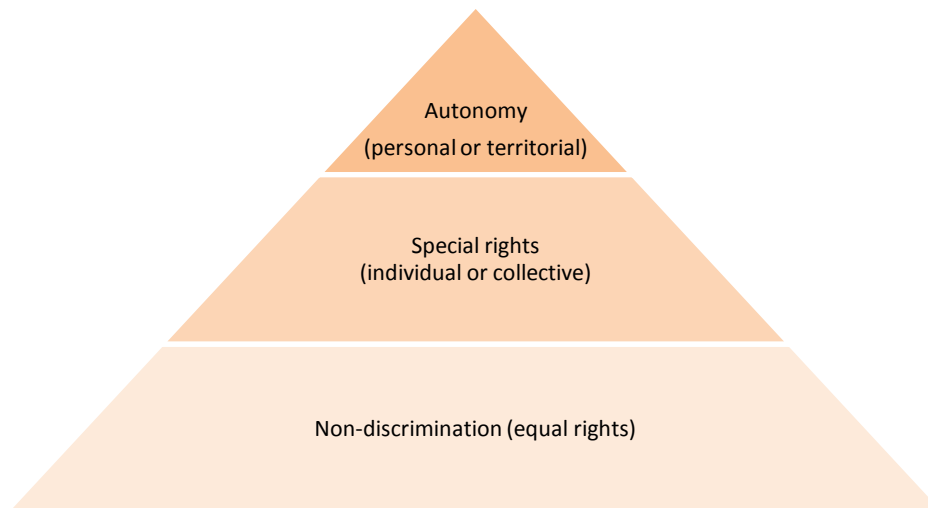 Autonomy
(personal or territorial)
Special rights
(individual or collective)
Non-discrimination (equal rights)